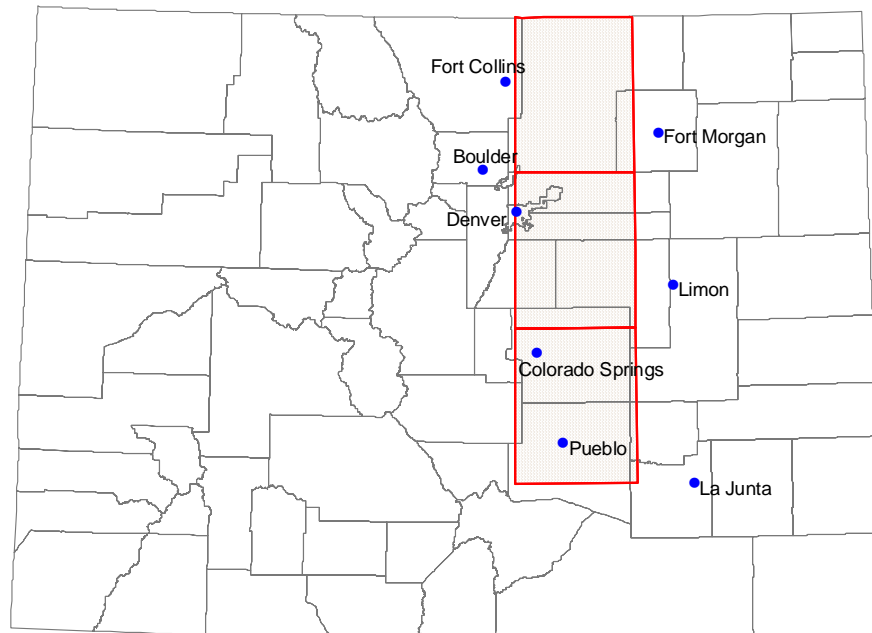 Fort Collins
Fort Morgan
Boulder
Denver
Limon
Colorado Springs
Pueblo
La Junta